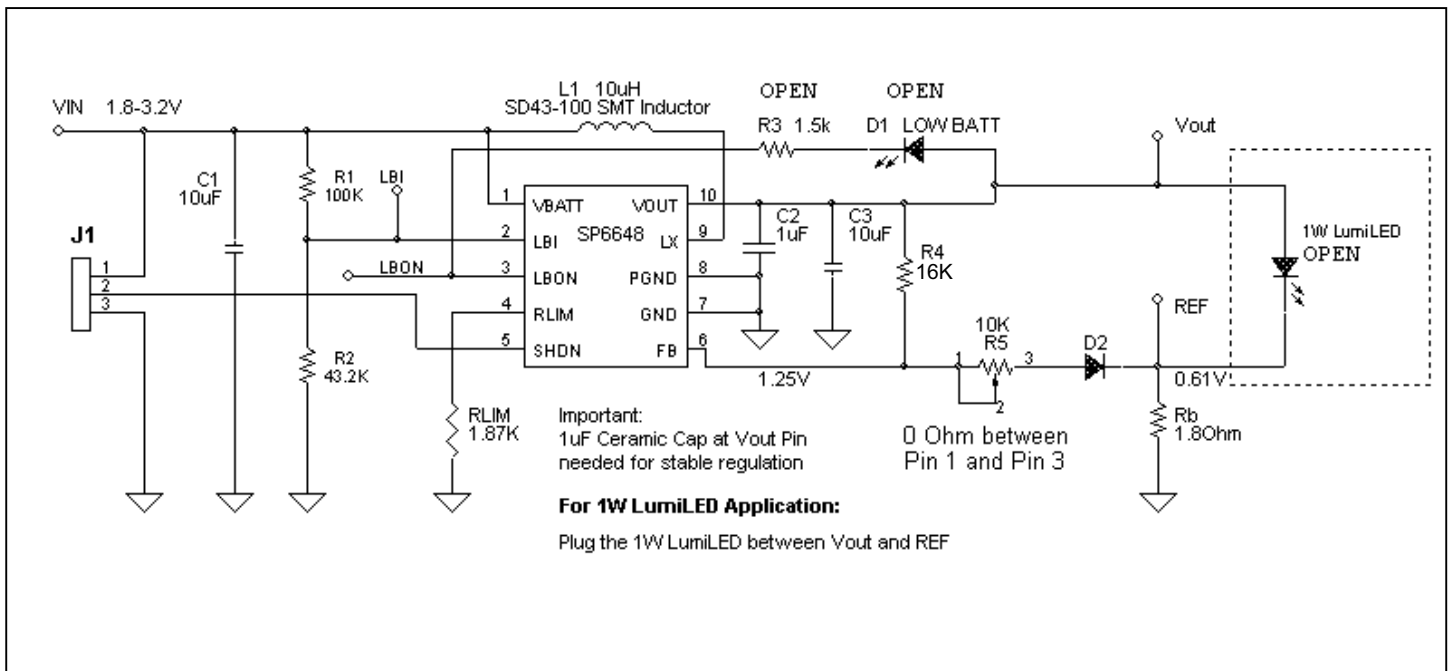 VIN 1.8-3.2V
L1 10uH
SD43-100 SMT Inductor
OPEN
OPEN
R3 1.5k
D1 LOW BATT
Vout
C1
10uF
R1
100K
LBI
1
VBATT
VOUT
10
2
LBI
SP6648
LX
9
3
LBON
PGND
8
4
RLIM
GND
7
5
SHDN
FB
6
LBON
C2
1uF
C3
10uF
R4
16K
1W LumiLED
OPEN
J1
1
2
3
REF
10K
R5
1
3
2
D2
1.25V
0.61V
R2
43.2K
RLIM
1.87K
Rb
1.8Ohm
Important:
1uF Ceramic Cap at Vout Pin
needed for stable regulation
0 Ohm between
Pin 1 and Pin 3
For 1W LumiLED Application:
Plug the 1W LumiLED between Vout and REF